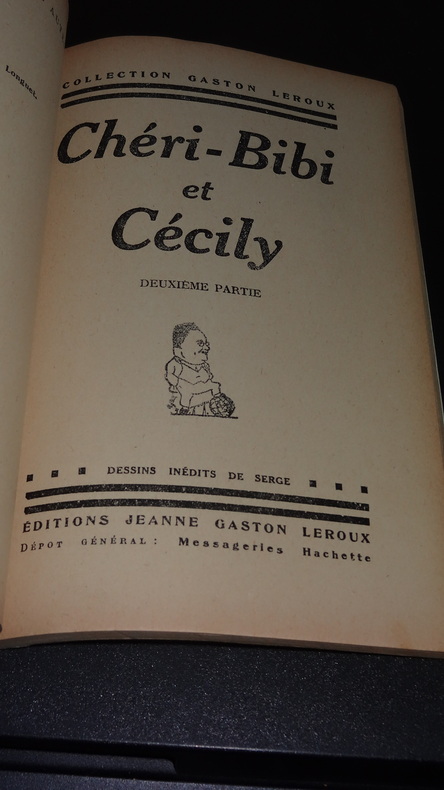 Longuet.
COLLECTION GASTON LEROUX
Chéri-Bibi
et
Cécily
DEUXIÈME PARTIE
DESSINS INÉDITS DE SERGE
ÉDITIONS JEANNE GASTON LEROUX
DÉPOT GÉNÉRAL : Messageries Hachette